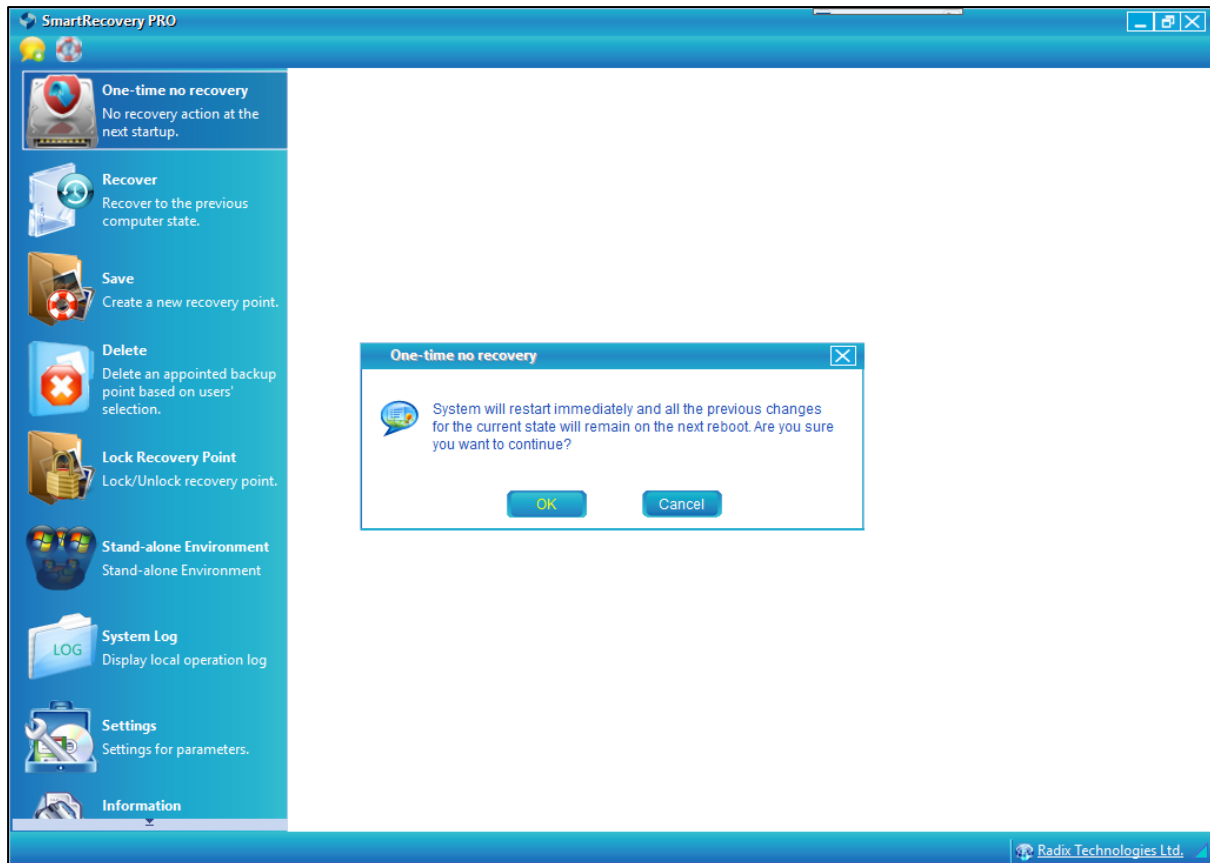 SmartRecovery PRO
One-time no recovery
No recovery action at the
next startup.
Recover
Recover to the previous
computer state.
Save
Create a new recovery point.
Delete
Delete an appointed backup
point based on users'
selection.
Lock Recovery Point
Lock/Unlock recovery point.
Stand-alone Environment
Stand-alone Environment
LOG
System Log
Display local operation log
Settings
Settings for parameters.
Information
One-time no recovery
System will restart immediately and all the previous changes
for the current state will remain on the next reboot. Are you sure
you want to continue?
OK
Cancel
Radix Technologies Ltd.